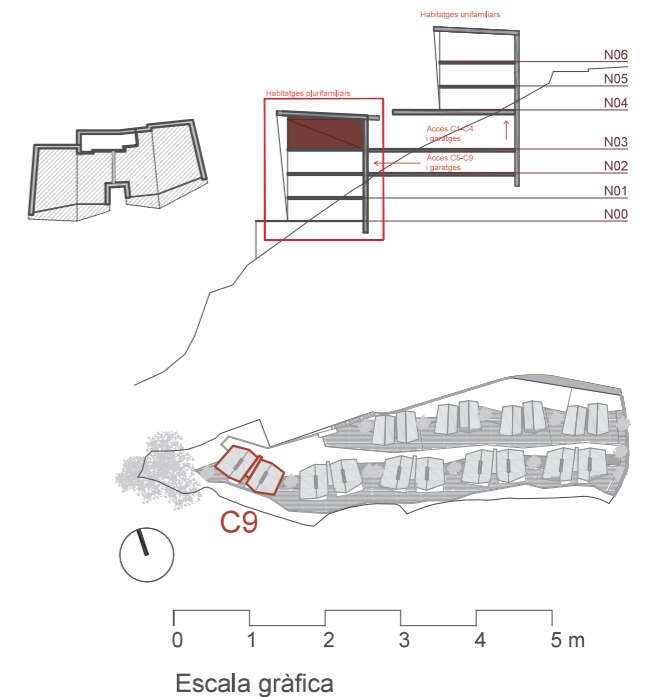 Habitatges unifamiliars
N06
N05
Habitatges plurifamiliars
N04
Accés C1-C4
i garatges
N03
Accés C5-C9
i garatges
N02
N01
N00
C9
0 1 2 3 4 5 m
Escala gràfica